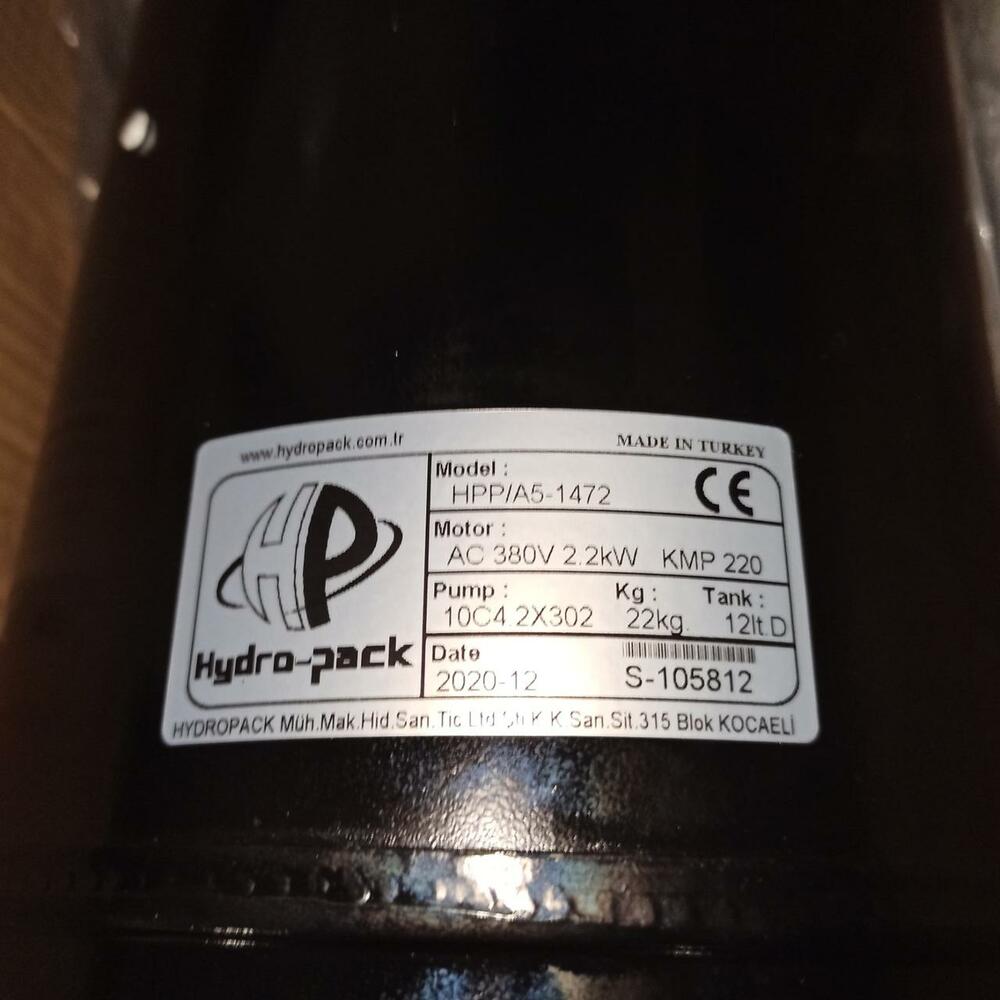 www.hydropack.com.tr
MADE IN TURKEY
HP
Hydro-pack
Model :
HPP/A5-1472
CE
Motor :
AC 380V 2.2kW KMP 220
Pump : Kg : Tank :
10C4.2X302 22kg. 12lt.D
Date
2020-12
S-105812
HYDROPACK Müh.Mak.Hid.San.Tic Ltd K K San.Sit.315 Blok KOCAELİ